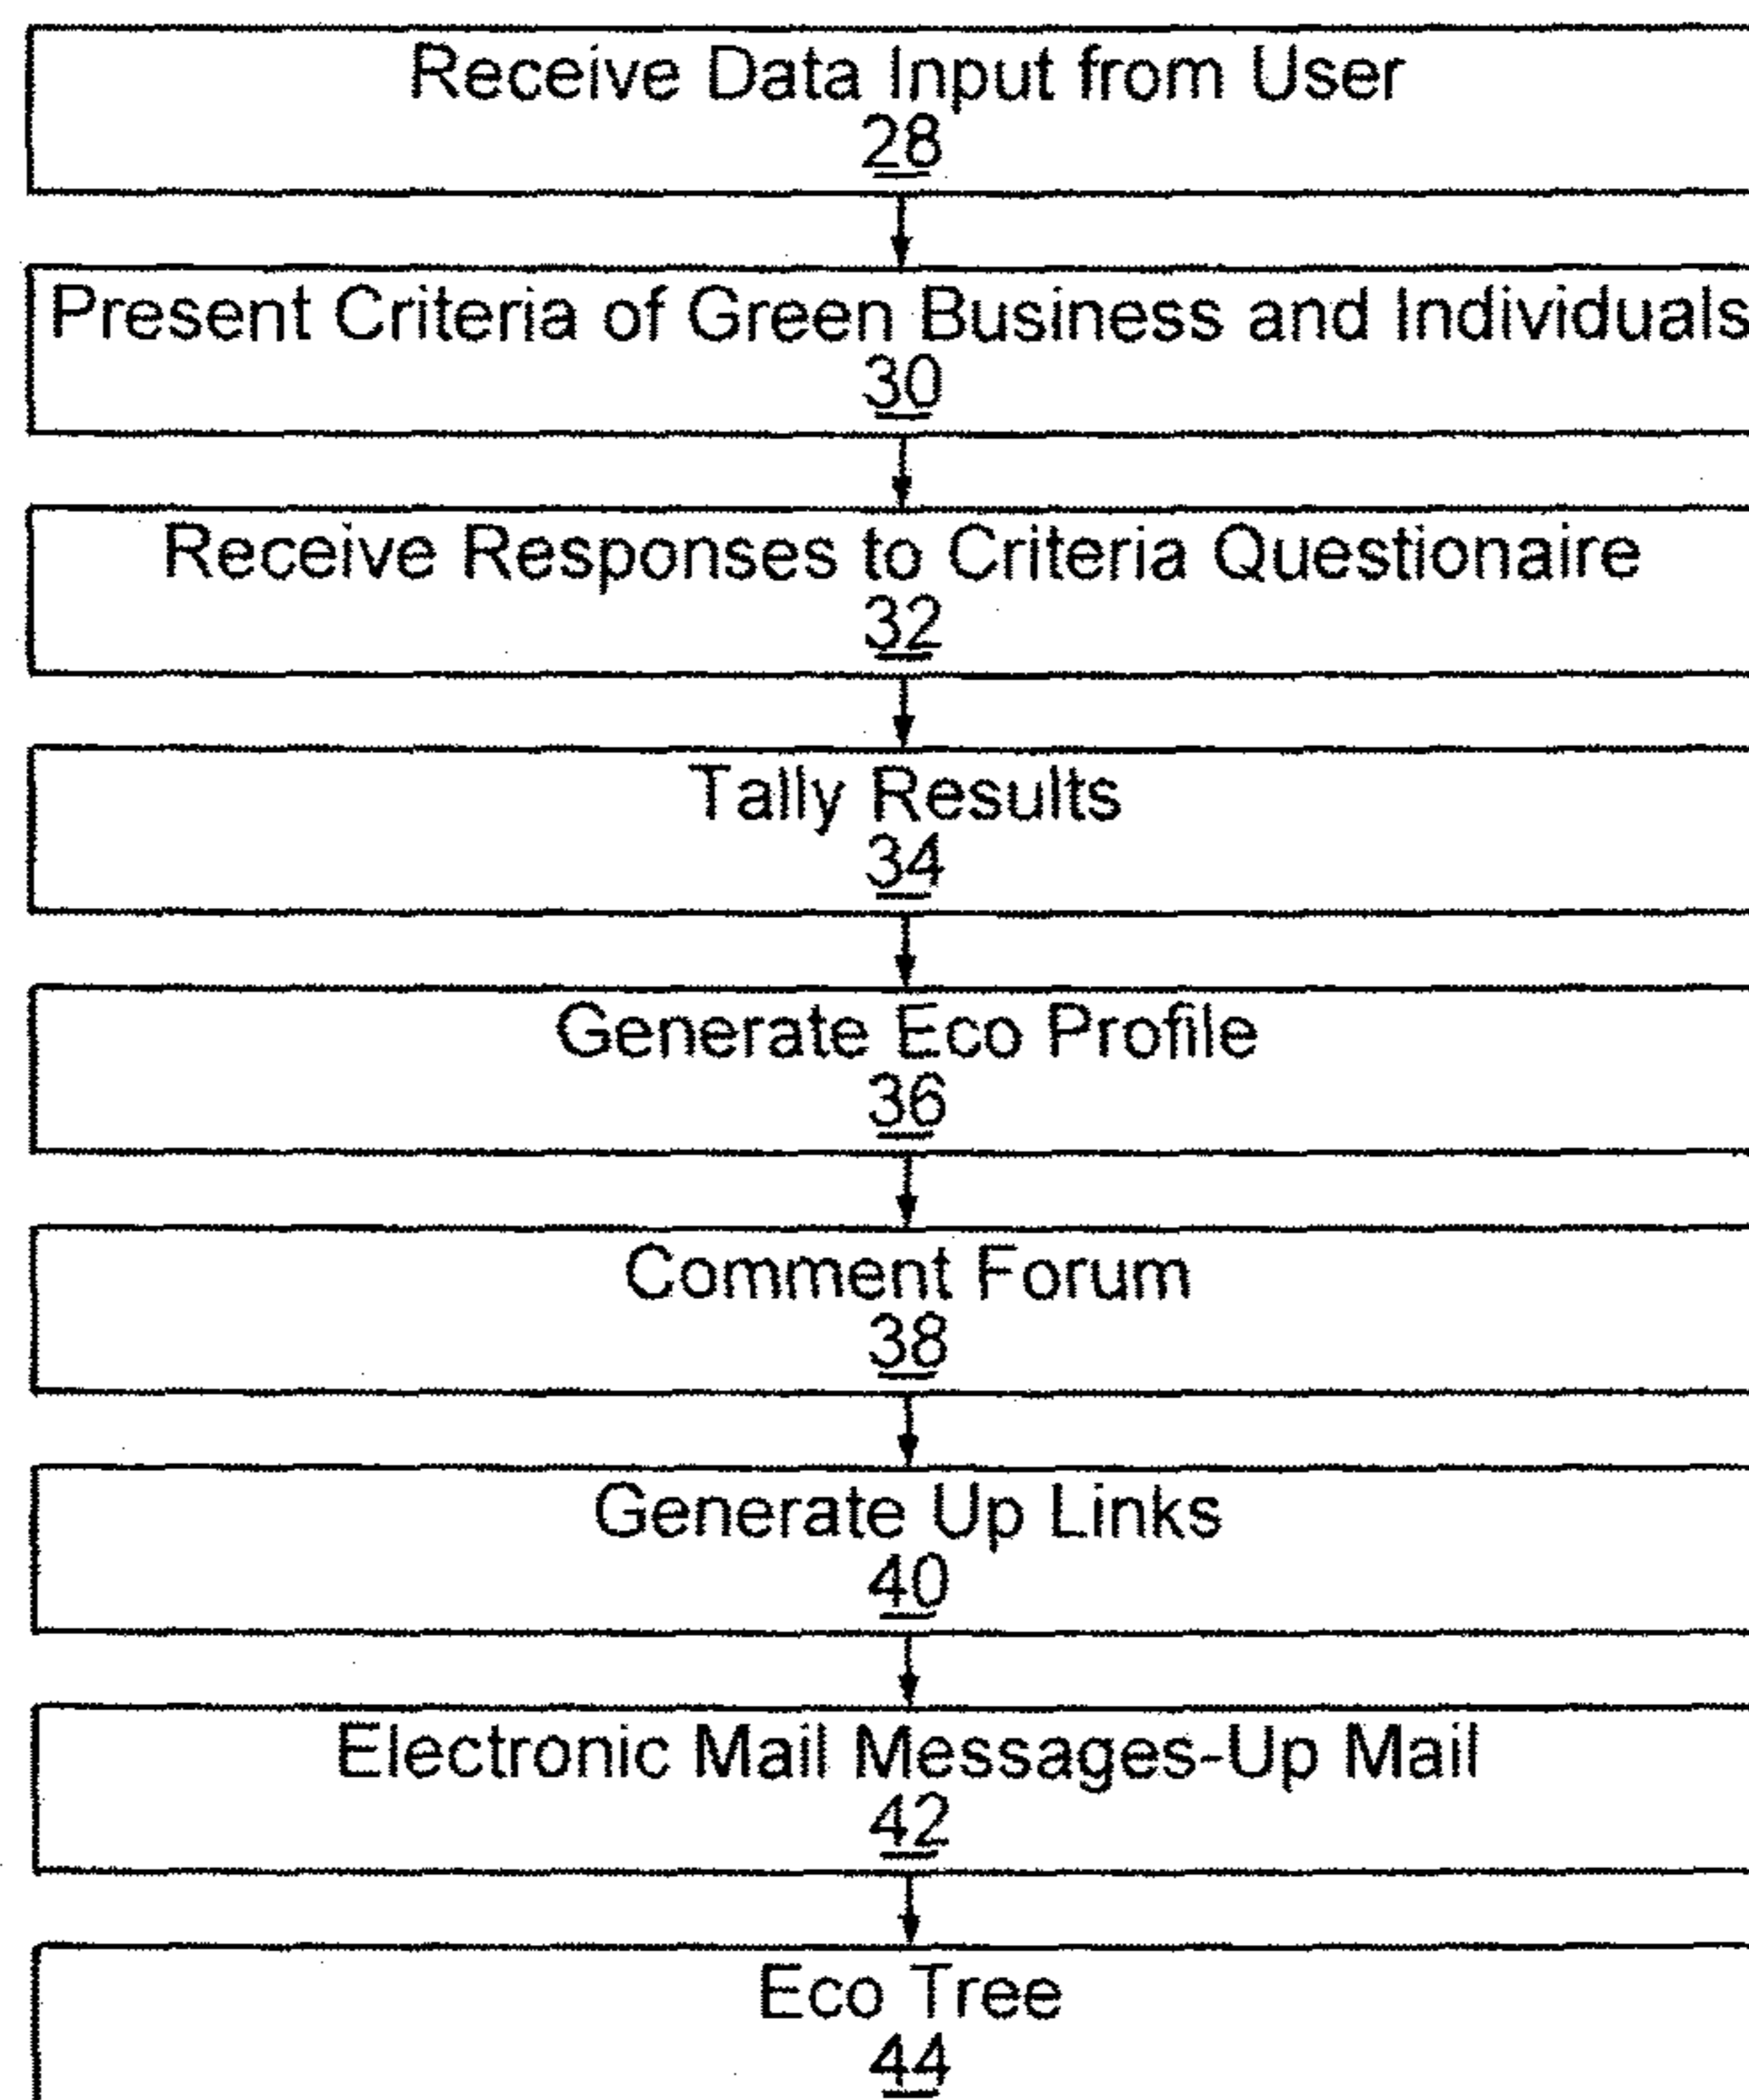 Receive Data Input from User
28
Present Criteria of Green Business and Individuals
30
Receive Responses to Criteria Questionaire
32
Tally Results
34
Generate Eco Profile
36
Comment Forum
38
Generate Up Links
40
Electronic Mail Messages-Up Mail
42
Eco Tree
44